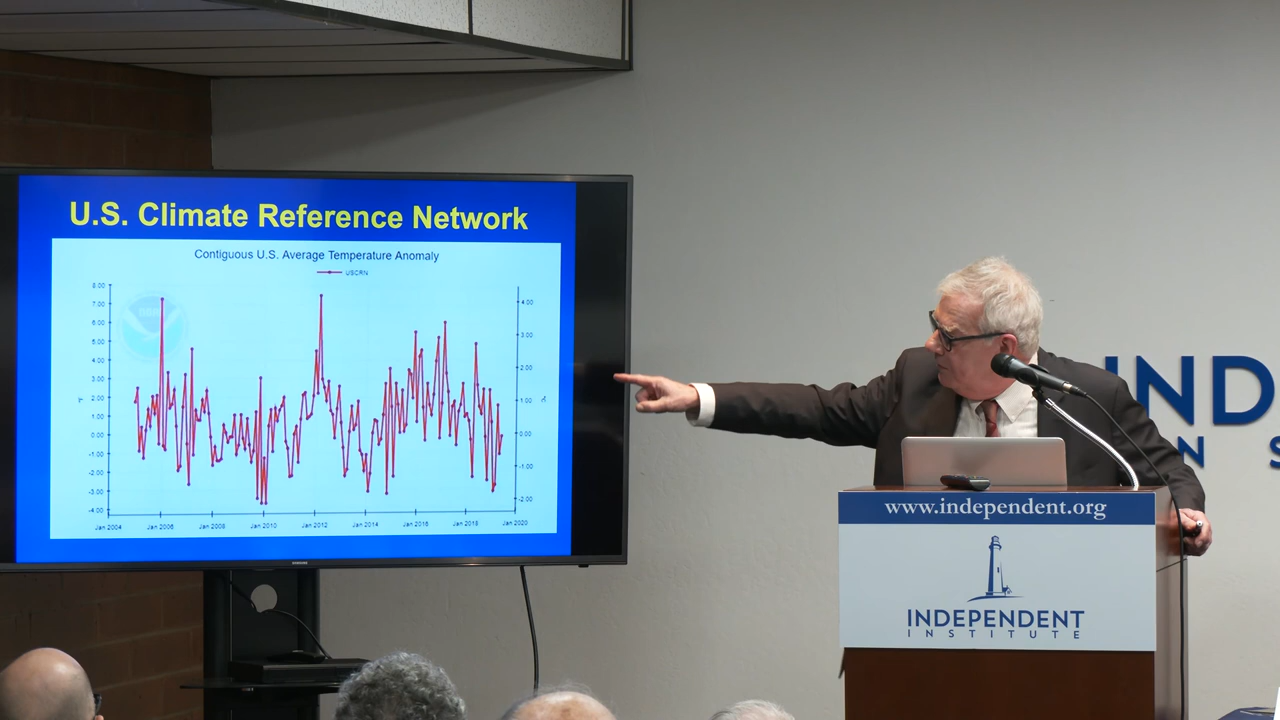 U.S. Climate Reference Network
Contiguous U.S. Average Temperature Anomaly
USCRN
8.00
7.00
6.00
5.00
4.00
3.00
2.00
1.00
0.00
-1.00
-2.00
-3.00
-4.00
°F
4.00
3.00
2.00
1.00
0.00
-1.00
-2.00
Jan 2004
Jan 2006
Jan 2008
Jan 2010
Jan 2012
Jan 2014
Jan 2016
Jan 2018
Jan 2020
IND
N S
www.independent.org
INDEPENDENT
INSTITUTE